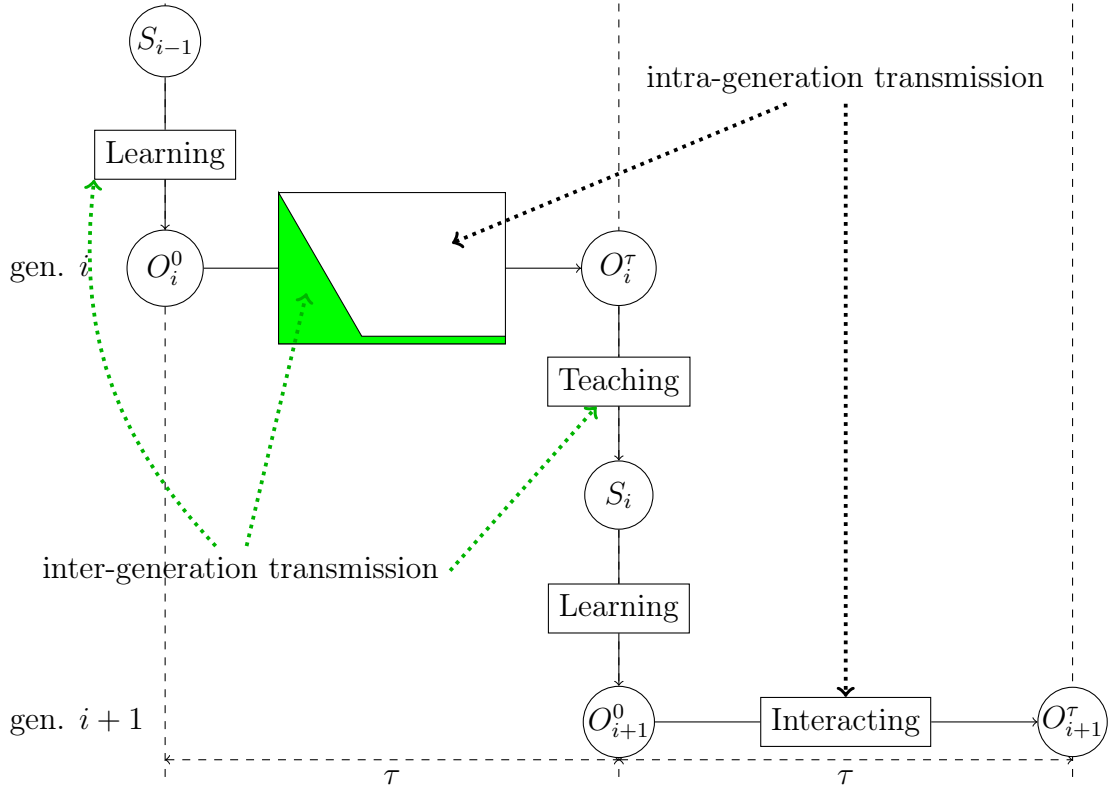 S_{i−1}
intra-generation transmission
Learning
gen. i
O_i^0
O_i^τ
Teaching
S_i
inter-generation transmission
Learning
gen. i + 1
O_{i+1}^0
Interacting
O_{i+1}^τ
τ
τ